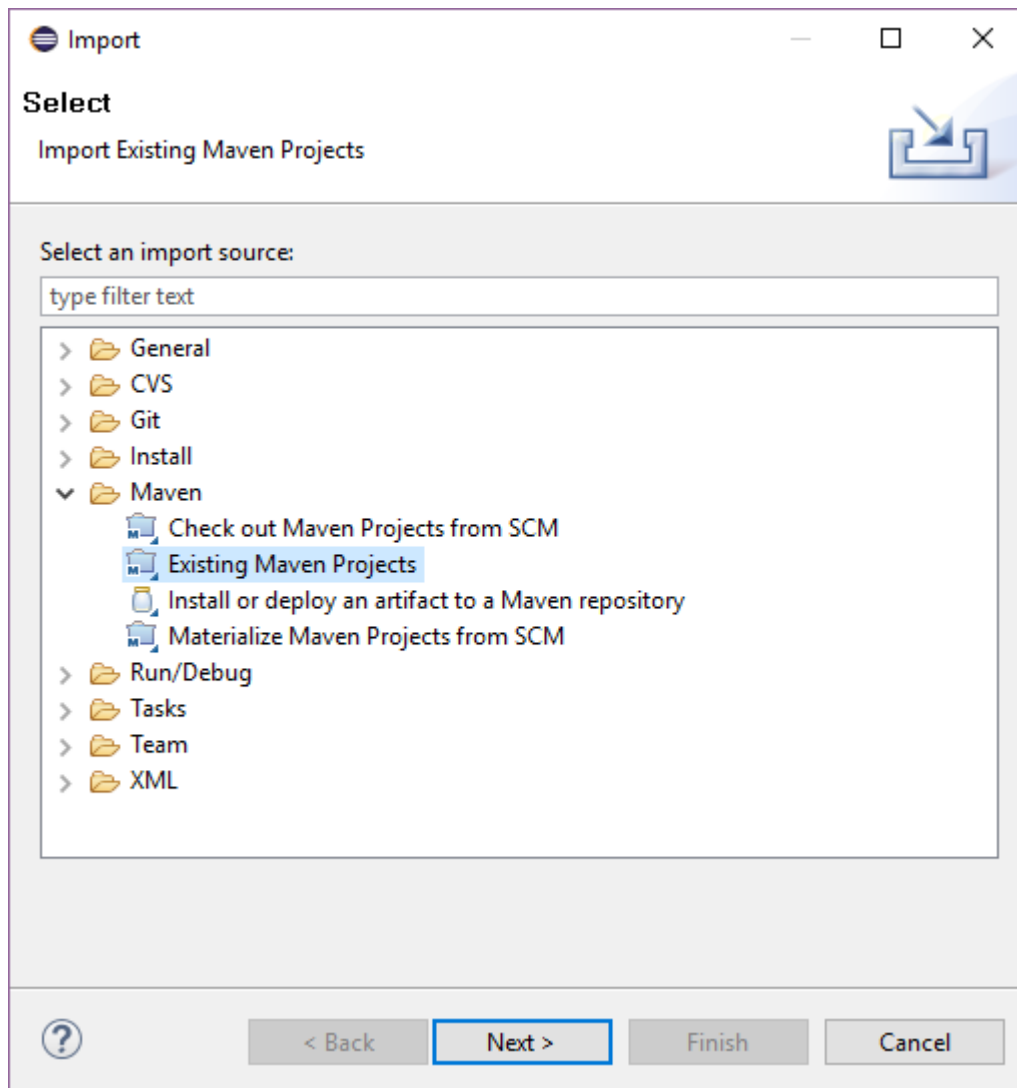 Import
Select
Import Existing Maven Projects
Select an import source:
type filter text
General
CVS
Git
Install
Maven
Check out Maven Projects from SCM
Existing Maven Projects
Install or deploy an artifact to a Maven repository
Materialize Maven Projects from SCM
Run/Debug
Tasks
Team
XML
? < Back Next > Finish Cancel